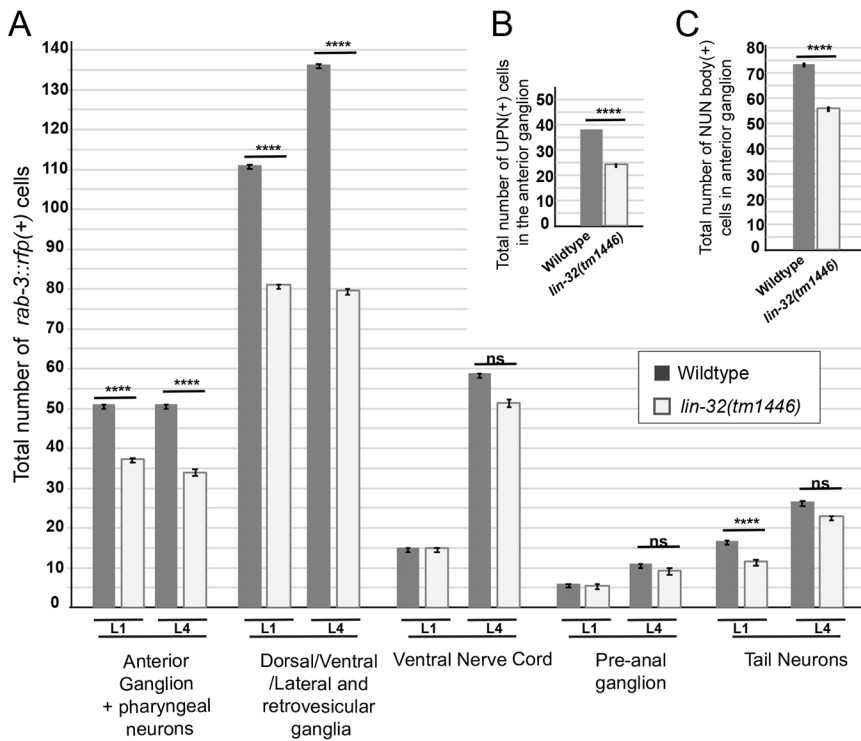 A
Total number of rab-3::rfp(+) cells
140
130
120
110
100
90
80
70
60
50
40
30
20
10
0
****
****
****
****
ns
ns
****
ns
L1
L4
L1
L4
L1
L4
L1
L4
L1
L4
Anterior
Ganglion
+ pharyngeal
neurons
Dorsal/Ventral
/Lateral and
retrovesicular
ganglia
Ventral Nerve Cord
Pre-anal
ganglion
Tail Neurons
Wildtype
lin-32(tm1446)
B
Total number of UPN(+) cells
in the anterior ganglion
50
40
30
20
10
0
****
Wildtype
lin-32(tm1446)
C
Total number of NUN body(+)
cells in anterior ganglion
80
70
60
50
40
30
20
10
0
****
Wildtype
lin-32(tm1446)